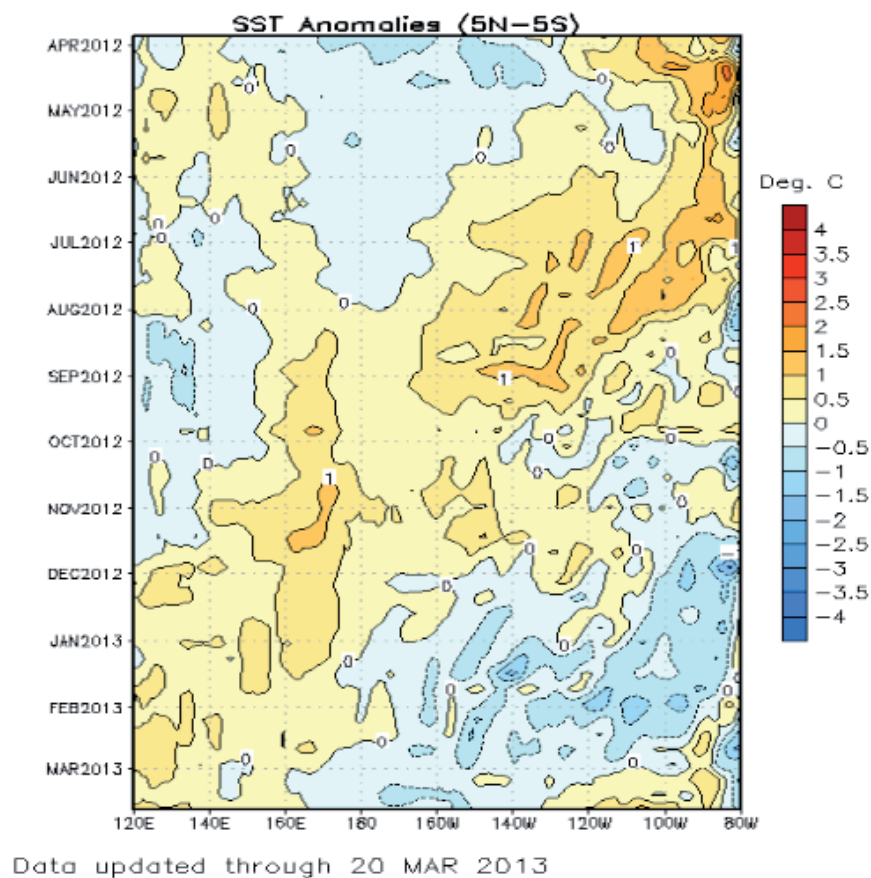 SST Anomalies (5N-5S)
APR2012
MAY2012
JUN2012
JUL2012
AUG2012
SEP2012
OCT2012
NOV2012
DEC2012
JAN2013
FEB2013
MAR2013
120E 140E 160E 180 160W 140W 120W 100W 80W
Deg. C
4
3.5
3
2.5
2
1.5
1
0.5
0
-0.5
-1
-1.5
-2
-2.5
-3
-3.5
-4
Data updated through 20 MAR 2013